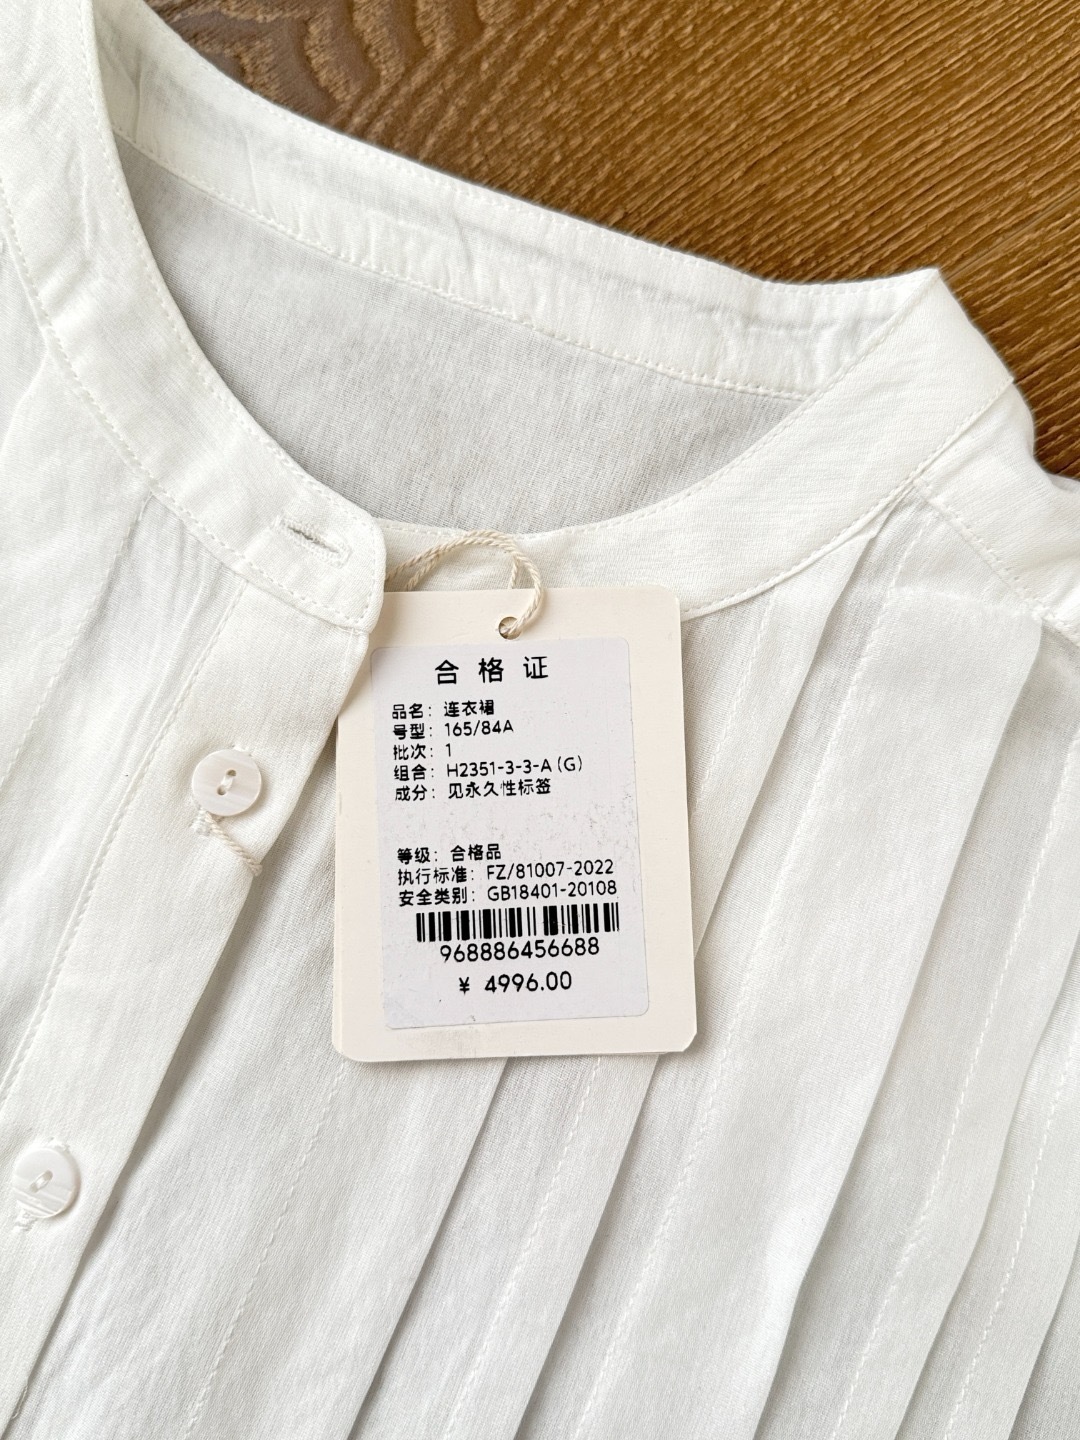 合格证
品名：连衣裙
号型：165/84A
批次：1
组合：H2351-3-3-A(G)
成分：见永久性标签
等级：合格品
执行标准：FZ/81007-2022
安全类别：GB18401-20108
968886456688
¥ 4996.00